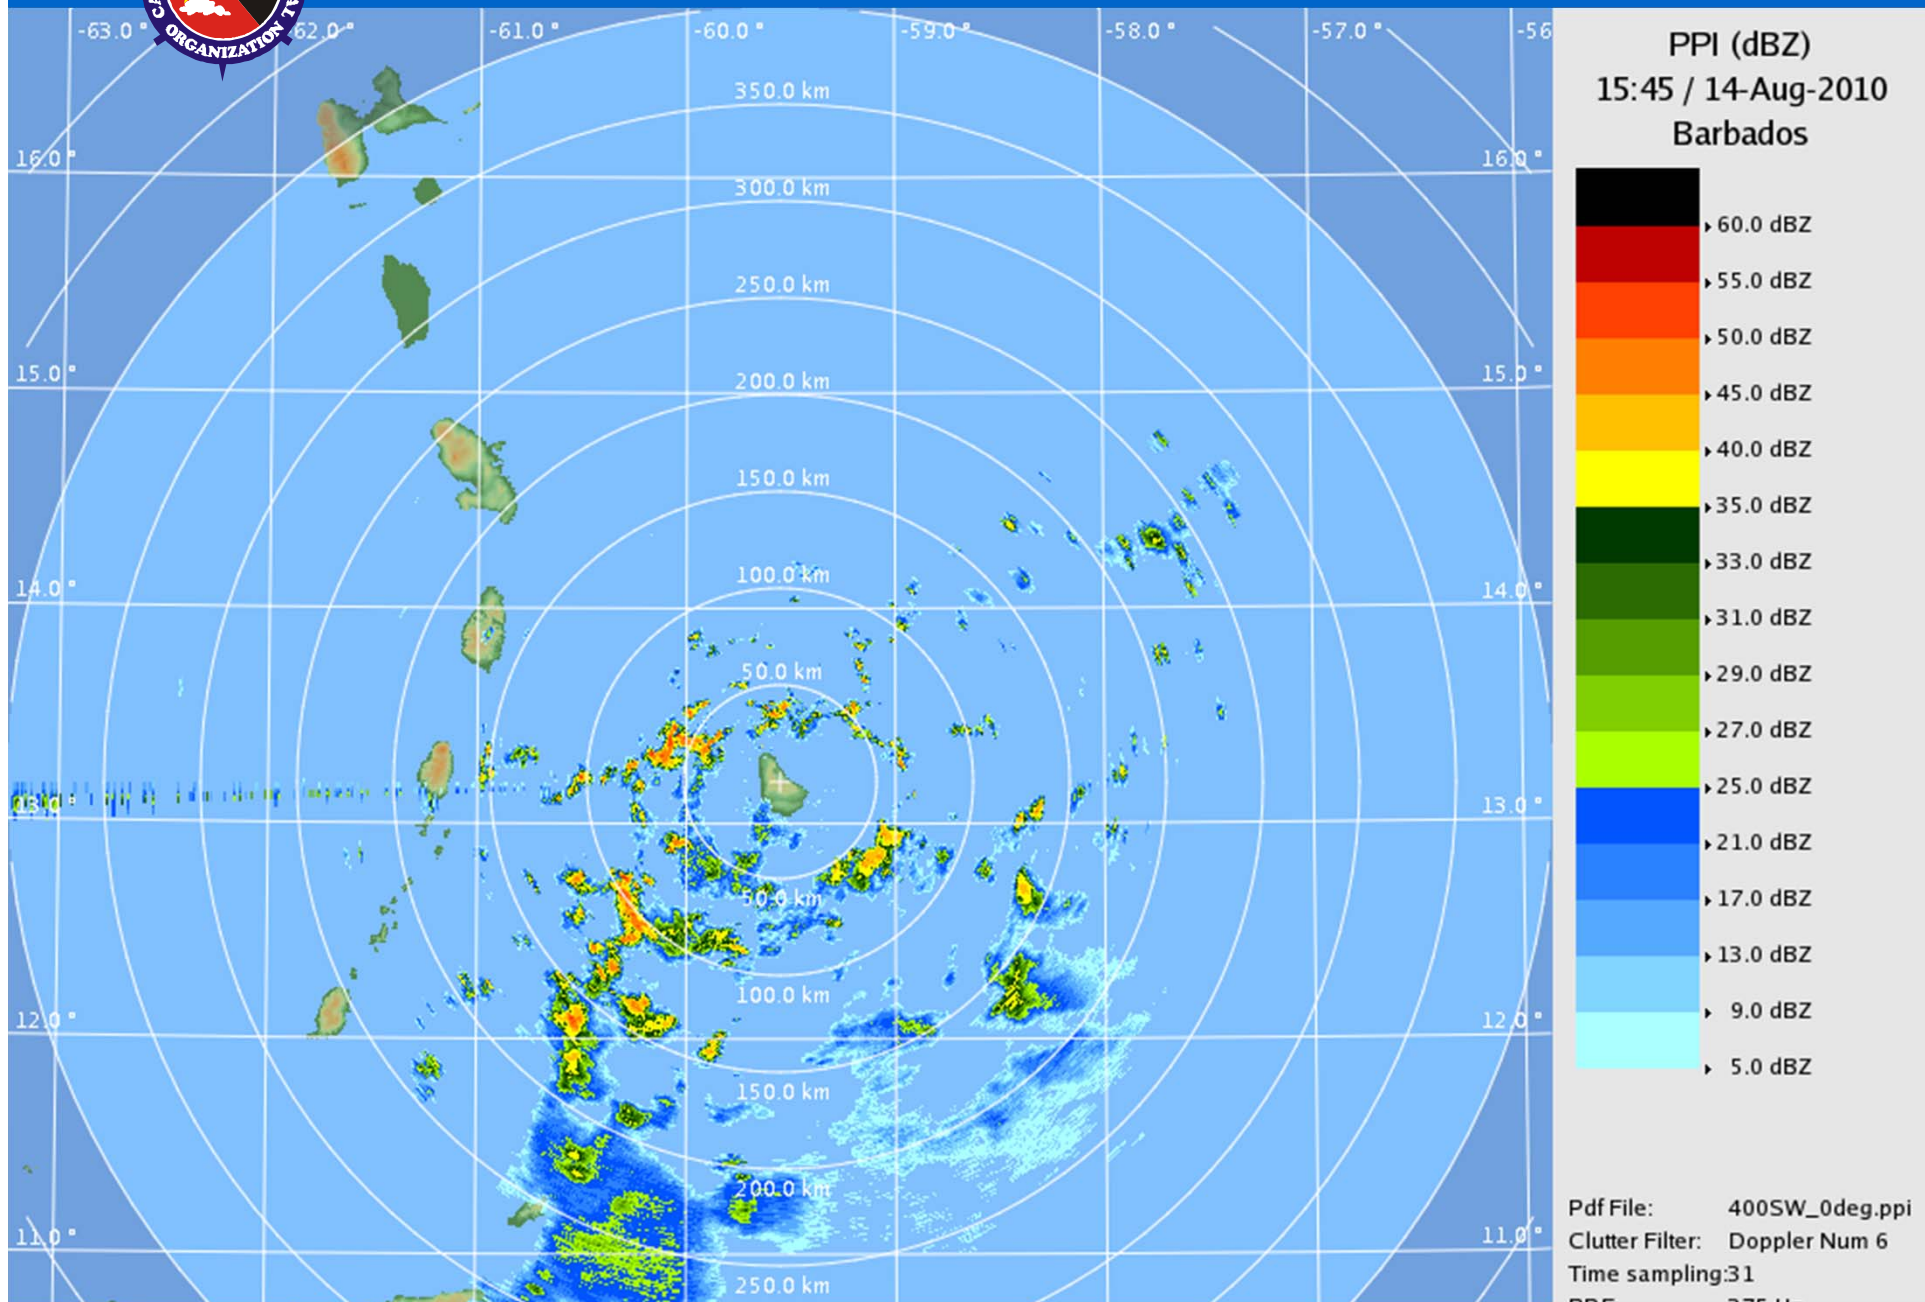 ORGANIZATION
-63.0 °
62.0 °
-61.0 °
-60.0 °
-59.0 °
-58.0 °
-57.0 °
-56
PPI (dBZ)
15:45 / 14-Aug-2010
Barbados
350.0 km
16.0 °
16.0 °
300.0 km
250.0 km
15.0 °
200.0 km
15.0 °
150.0 km
100.0 km
14.0 °
14.0 °
50.0 km
13.0 °
13.0 °
50.0 km
100.0 km
12.0 °
12.0 °
150.0 km
200.0 km
11.0 °
11.0 °
250.0 km
60.0 dBZ
55.0 dBZ
50.0 dBZ
45.0 dBZ
40.0 dBZ
35.0 dBZ
33.0 dBZ
31.0 dBZ
29.0 dBZ
27.0 dBZ
25.0 dBZ
21.0 dBZ
17.0 dBZ
13.0 dBZ
9.0 dBZ
5.0 dBZ
Pdf File: 400SW_0deg.ppi
Clutter Filter: Doppler Num 6
Time sampling:31